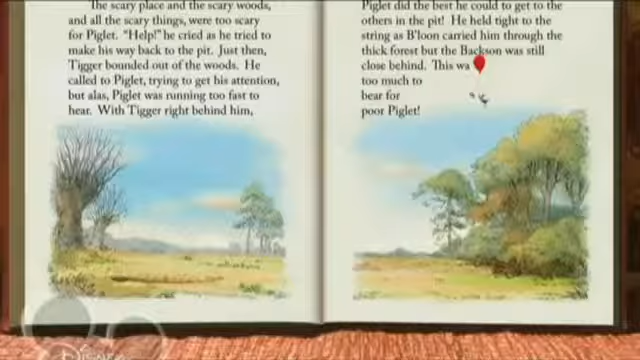 The scary place and the scary woods,
and all the scary things, were too scary
for Piglet. "Help!" he cried as he tried to
make his way back to the pit. Just then,
Tigger bounded out of the woods. He
called to Piglet, trying to get his attention,
but alas, Piglet was running too fast to
hear. With Tigger right behind him,
Piglet did the best he could to get to the
others in the pit! He held tight to the
string as B'loon carried him through the
thick forest but the Backson was still
close behind. This wa
too much to
bear for
poor Piglet!
DISNEY